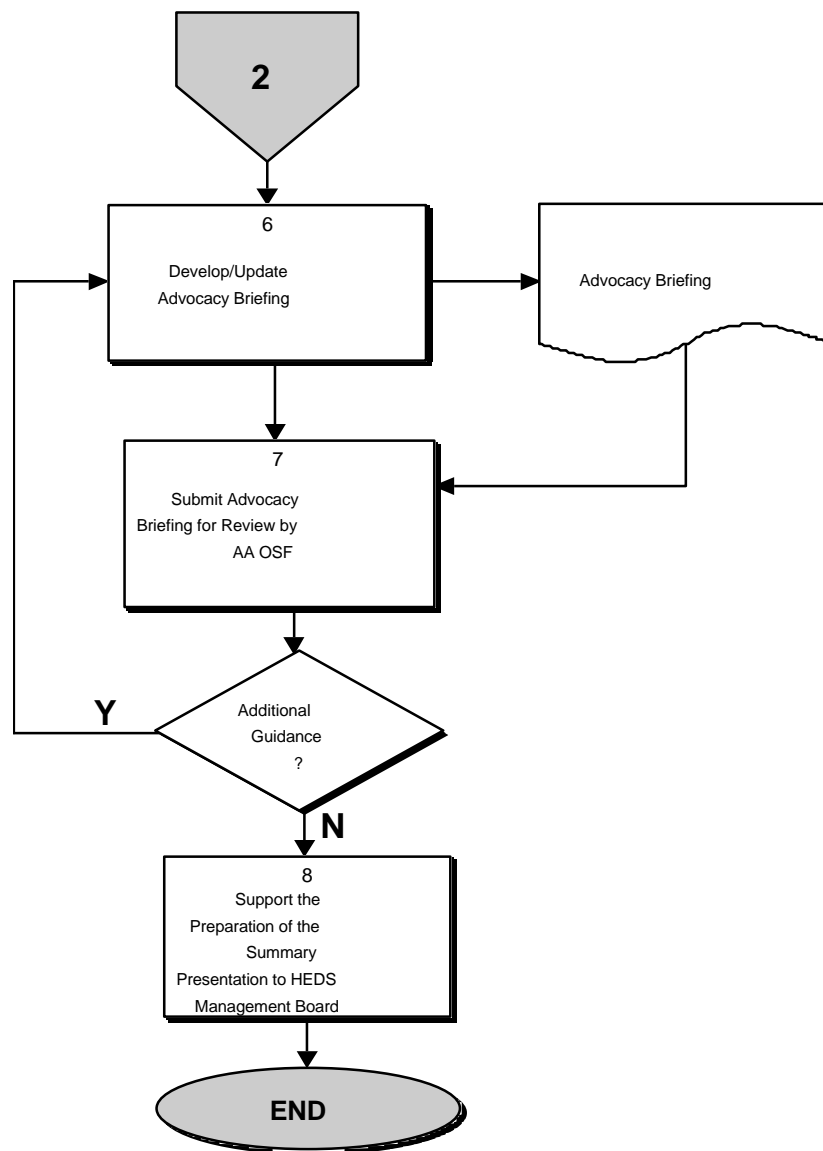 2
6
Develop/Update
Advocacy Briefing
Advocacy Briefing
7
Submit Advocacy
Briefing for Review by
AA OSF
Y
Additional
Guidance
?
N
8
Support the
Preparation of the
Summary
Presentation to HEDS
Management Board
END